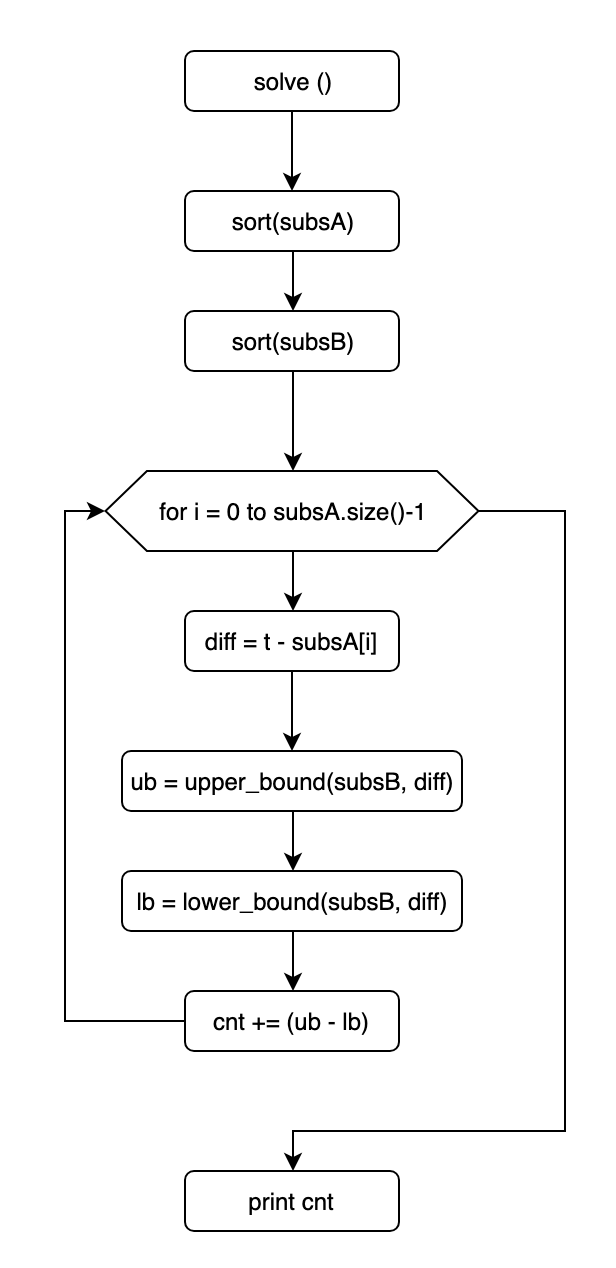 solve ()
sort(subsA)
sort(subsB)
for i = 0 to subsA.size()-1
diff = t - subsA[i]
ub = upper_bound(subsB, diff)
lb = lower_bound(subsB, diff)
cnt += (ub - lb)
print cnt